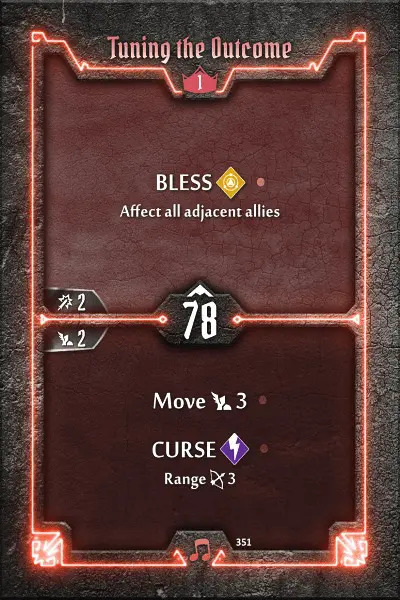 Tuning the Outcome
1
BLESS
Affect all adjacent allies
2
78
2
Move 3
CURSE
Range 3
351